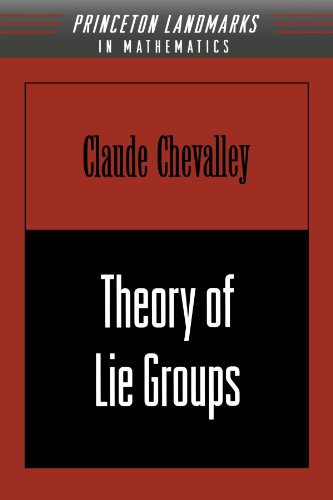 PRINCETON LANDMARKS
IN MATHEMATICS
Claude Chevalley
Theory of
Lie Groups